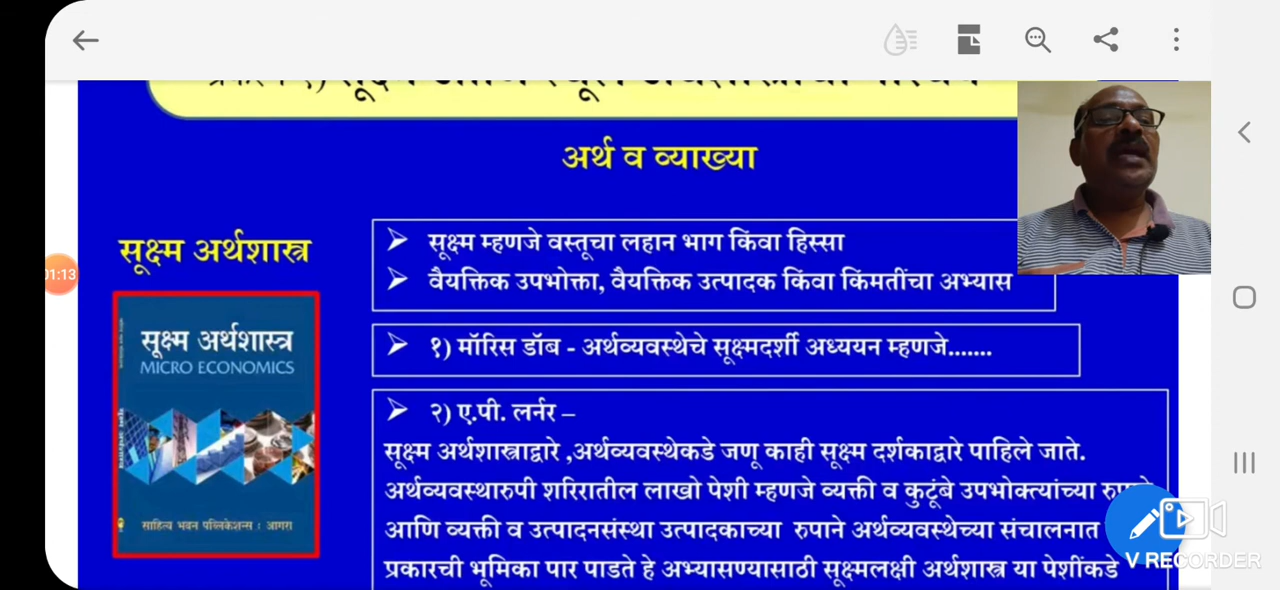 अर्थ व व्याख्या
सूक्ष्म अर्थशास्त्र
सूक्ष्म म्हणजे वस्तूचा लहान भाग किंवा हिस्सा
वैयक्तिक उपभोक्ता, वैयक्तिक उत्पादक किंवा किंमतींचा अभ्यास
01:13
सूक्ष्म अर्थशास्त्र
MICRO ECONOMICS
साहित्य भवन पब्लिकेशन्स : आगरा
१) मॉरिस डॉब - अर्थव्यवस्थेचे सूक्ष्मदर्शी अध्ययन म्हणजे.......
२) ए.पी. लर्नर –
सूक्ष्म अर्थशास्त्राद्वारे ,अर्थव्यवस्थेकडे जणू काही सूक्ष्म दर्शकाद्वारे पाहिले जाते.
अर्थव्यवस्थारुपी शरिरातील लाखो पेशी म्हणजे व्यक्ती व कुटूंबे उपभोक्त्यांच्या
आणि व्यक्ती व उत्पादनसंस्था उत्पादकाच्या रुपाने अर्थव्यवस्थेच्या संचालनात
प्रकारची भूमिका पार पाडते हे अभ्यासण्यासाठी सूक्ष्मलक्षी अर्थशास्त्र या पेशींकडे
V RECORDER